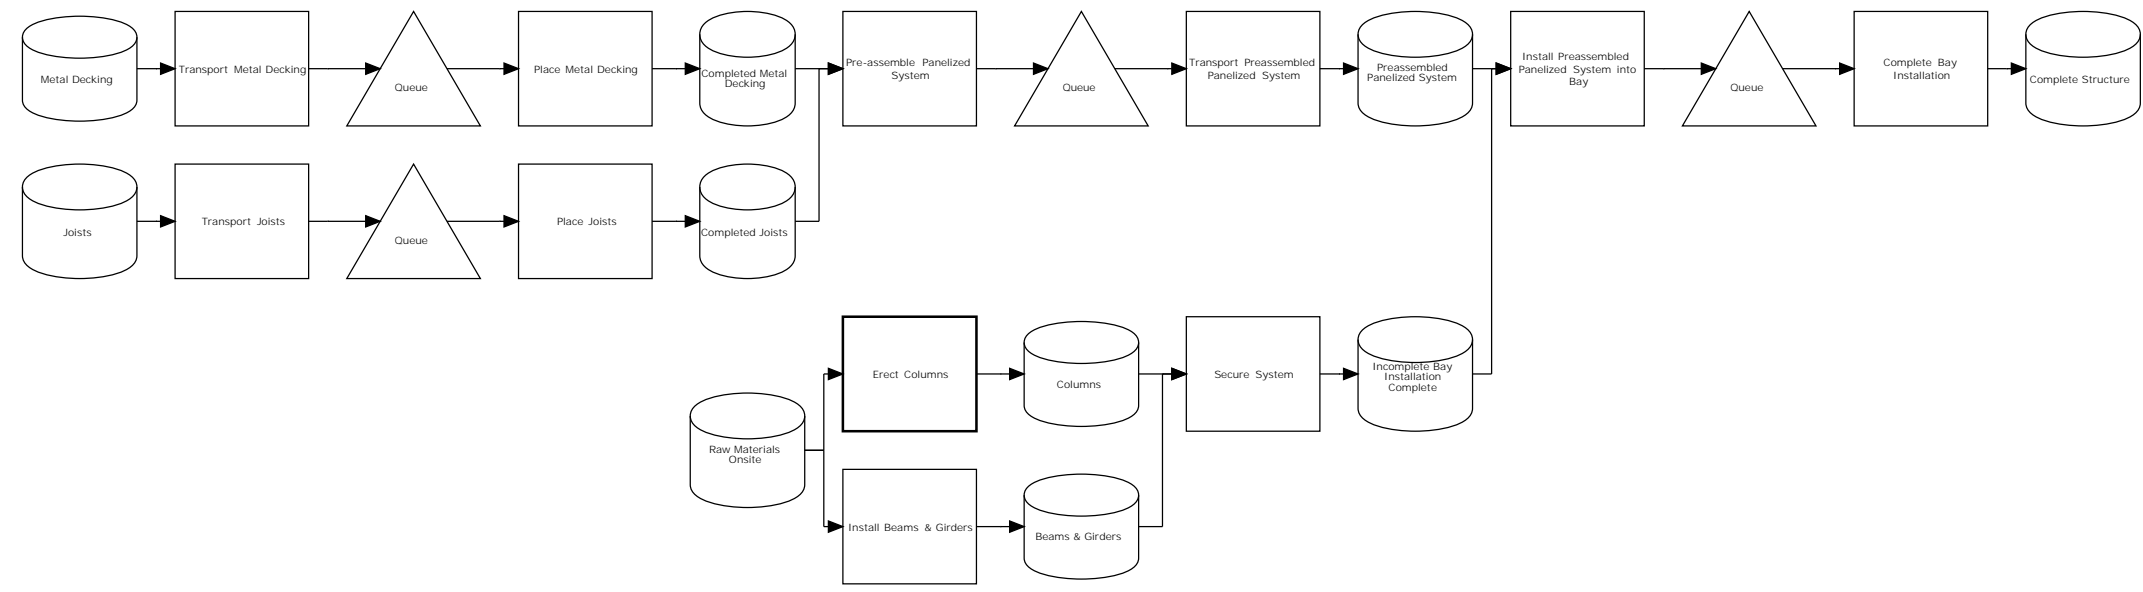 Metal Decking
Transport Metal Decking
Queue
Place Metal Decking
Completed Metal
Decking
Pre-assemble Panelized
System
Queue
Transport Preassembled
Panelized System
Preassembled
Panelized System
Install Preassembled
Panelized System into
Bay
Queue
Complete Bay
Installation
Complete Structure
Joists
Transport Joists
Queue
Place Joists
Completed Joists
Raw Materials
Onsite
Erect Columns
Columns
Secure System
Incomplete Bay
Installation
Complete
Install Beams & Girders
Beams & Girders